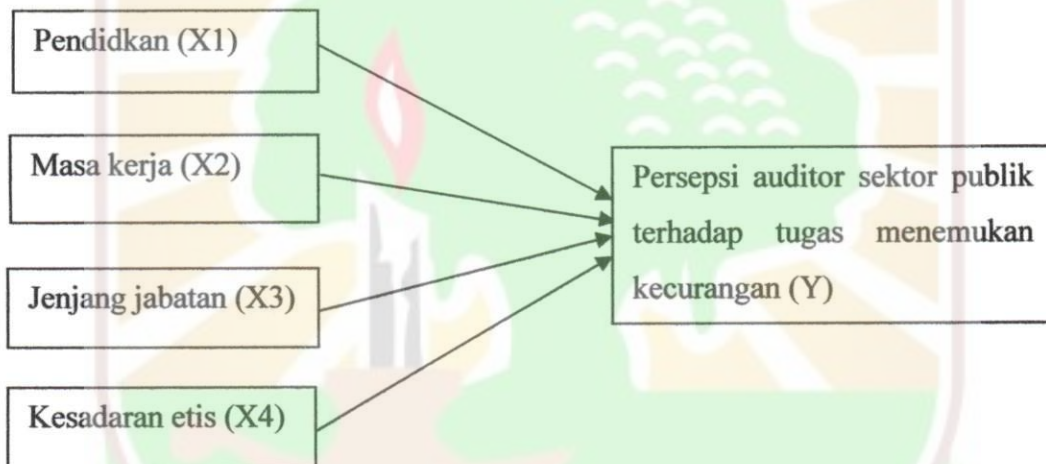 Pendidkan (X1)
Masa kerja (X2)
Jenjang jabatan (X3)
Kesadaran etis (X4)
Persepsi auditor sektor publik
terhadap tugas menemukan
kecurangan (Y)